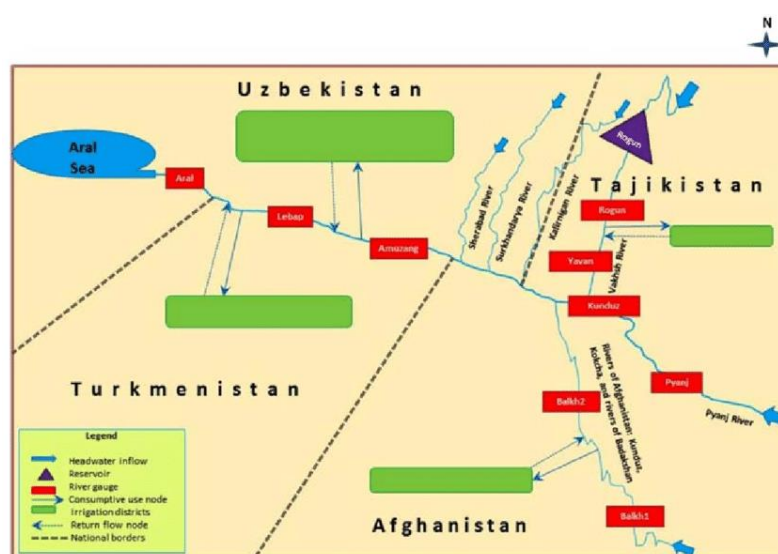 N
Uzbekistan
Aral
Sea
Aral
Lebap
Amuzang
Sherabad River
Surkhandarya River
Kafirnigan River
Rogun
Tajikistan
Rogun
Yavan
Vakhsh River
Kunduz
Pyanj
Pyanj River
Rivers of Afghanistan: Kunduz,
Kokcha, and rivers of Badakshan
Balkh2
Balkh1
Turkmenistan
Afghanistan
Legend
Headwater inflow
Reservoir
River gauge
Consumptive use node
Irrigation districts
Return flow node
National borders